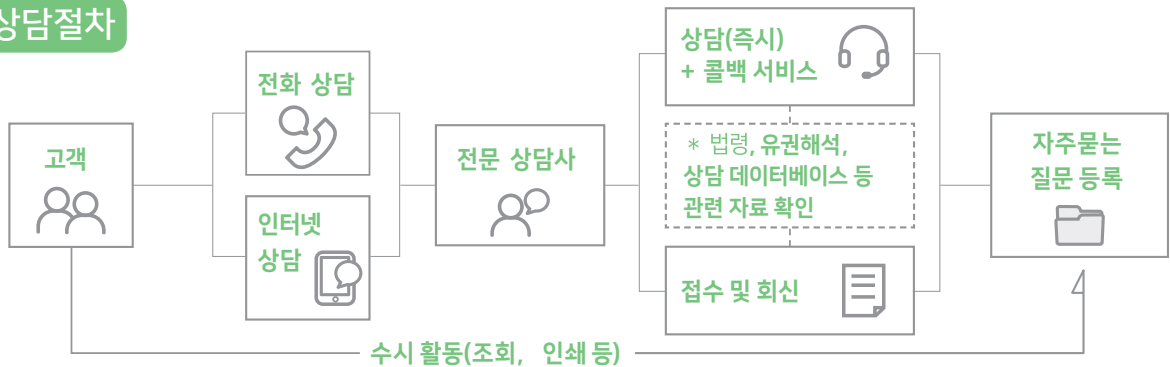 상담절차
고객
전화 상담
인터넷
상담
전문 상담사
상담(즉시)
+ 콜백 서비스
* 법령, 유권해석,
상담 데이터베이스 등
관련 자료 확인
접수 및 회신
자주묻는
질문 등록
수시 활동(조회, 인쇄 등)